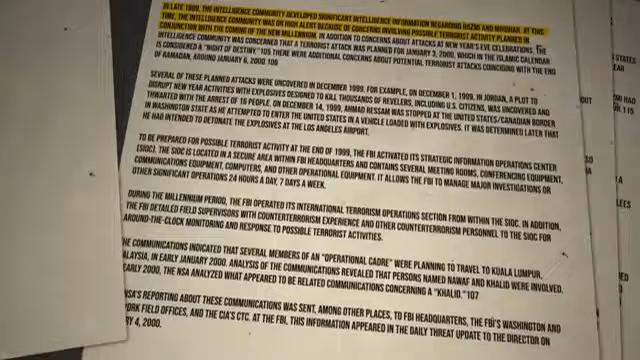 IN LATE 1999, THE INTELLIGENCE COMMUNITY DEVELOPED SIGNIFICANT INTELLIGENCE INFORMATION REGARDING HAZMI AND MIHDHAR. AT THIS
TIME, THE INTELLIGENCE COMMUNITY WAS ON HIGH ALERT BECAUSE OF CONCERNS INVOLVING POSSIBLE TERRORIST ACTIVITY PLANNED IN
CONJUNCTION WITH THE COMING OF THE NEW MILLENNIUM. IN ADDITION TO CONCERNS ABOUT ATTACKS AT NEW YEAR'S EVE CELEBRATIONS, THE
INTELLIGENCE COMMUNITY WAS CONCERNED THAT A TERRORIST ATTACK WAS PLANNED FOR JANUARY 3, 2000, WHICH IN THE ISLAMIC CALENDAR
IS CONSIDERED A "NIGHT OF DESTINY."105 THERE WERE ADDITIONAL CONCERNS ABOUT POTENTIAL TERRORIST ATTACKS COINCIDING WITH THE END
OF RAMADAN, AROUND JANUARY 6, 2000.106
SEVERAL OF THESE PLANNED ATTACKS WERE UNCOVERED IN DECEMBER 1999. FOR EXAMPLE, ON DECEMBER 1, 1999, IN JORDAN, A PLOT TO
DISRUPT NEW YEAR ACTIVITIES WITH EXPLOSIVES DESIGNED TO KILL THOUSANDS OF REVELERS, INCLUDING U.S. CITIZENS, WAS UNCOVERED AND
THWARTED WITH THE ARREST OF 16 PEOPLE. ON DECEMBER 14, 1999, AHMAD RESSAM WAS STOPPED AT THE UNITED STATES/CANADIAN BORDER
IN WASHINGTON STATE AS HE ATTEMPTED TO ENTER THE UNITED STATES IN A VEHICLE LOADED WITH EXPLOSIVES. IT WAS DETERMINED LATER THAT
HE HAD INTENDED TO DETONATE THE EXPLOSIVES AT THE LOS ANGELES AIRPORT.
TO BE PREPARED FOR POSSIBLE TERRORIST ACTIVITY AT THE END OF 1999, THE FBI ACTIVATED ITS STRATEGIC INFORMATION OPERATIONS CENTER
(SIOC). THE SIOC IS LOCATED IN A SECURE AREA WITHIN FBI HEADQUARTERS AND CONTAINS SEVERAL MEETING ROOMS, CONFERENCING EQUIPMENT,
COMMUNICATIONS EQUIPMENT, COMPUTERS, AND OTHER OPERATIONAL EQUIPMENT. IT ALLOWS THE FBI TO MANAGE MAJOR INVESTIGATIONS OR
OTHER SIGNIFICANT OPERATIONS 24 HOURS A DAY, 7 DAYS A WEEK.
DURING THE MILLENNIUM PERIOD, THE FBI OPERATED ITS INTERNATIONAL TERRORISM OPERATIONS SECTION FROM WITHIN THE SIOC. IN ADDITION,
THE FBI DETAILED FIELD SUPERVISORS WITH COUNTERTERRORISM EXPERIENCE AND OTHER COUNTERTERRORISM PERSONNEL TO THE SIOC FOR
AROUND-THE-CLOCK MONITORING AND RESPONSE TO POSSIBLE TERRORIST ACTIVITIES.
HE COMMUNICATIONS INDICATED THAT SEVERAL MEMBERS OF AN "OPERATIONAL CADRE" WERE PLANNING TO TRAVEL TO KUALA LUMPUR,
ALAYSIA, IN EARLY JANUARY 2000. ANALYSIS OF THE COMMUNICATIONS REVEALED THAT PERSONS NAMED NAWAF AND KHALID WERE INVOLVED.
EARLY 2000, THE NSA ANALYZED WHAT APPEARED TO BE RELATED COMMUNICATIONS CONCERNING A "KHALID."107
NSA'S REPORTING ABOUT THESE COMMUNICATIONS WAS SENT, AMONG OTHER PLACES, TO FBI HEADQUARTERS, THE FBI'S WASHINGTON AND
ORK FIELD OFFICES, AND THE CIA'S CTC. AT THE FBI, THIS INFORMATION APPEARED IN THE DAILY THREAT UPDATE TO THE DIRECTOR ON
RY 4, 2000.
STATES
OUT